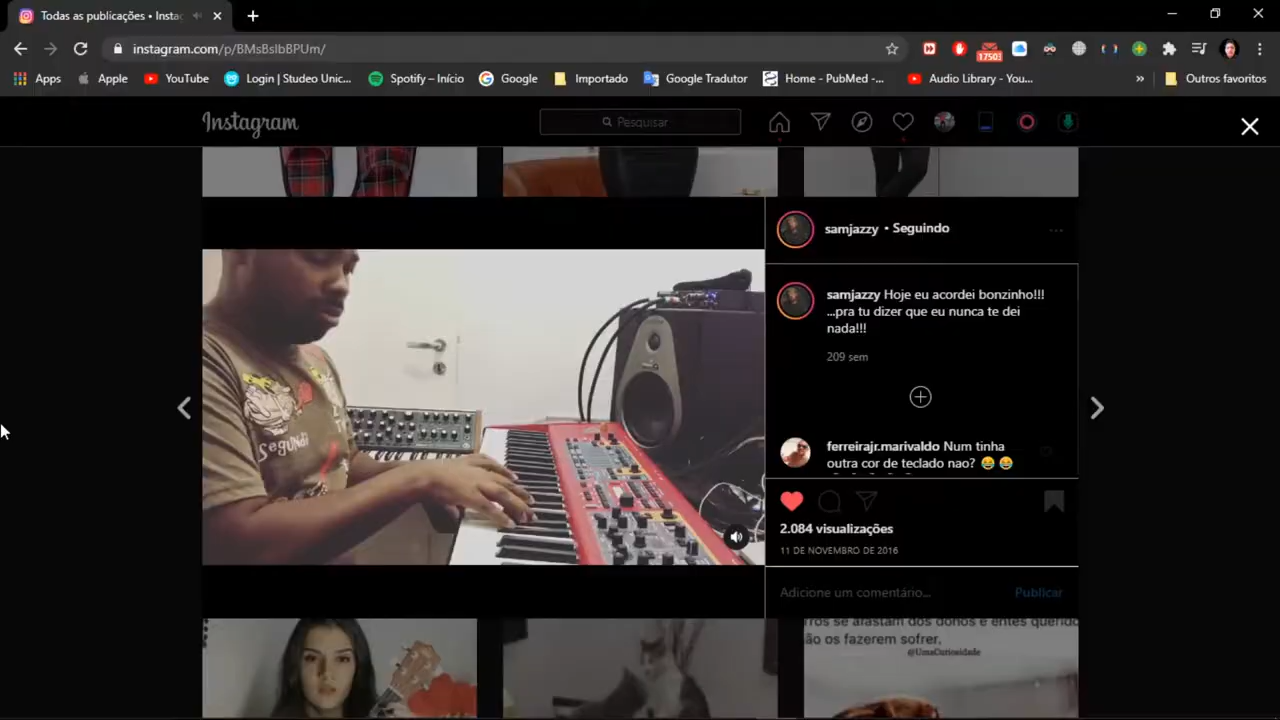 Todas as publicações • Insta
instagram.com/p/BMsBslbBPUm/
17503
Apps
Apple
YouTube
Login | Studeo Unic...
Spotify – Início
Google
Importado
Google Tradutor
Home - PubMed -...
Audio Library - You...
»
Outros favoritos
Instagram
Pesquisar
samjazzy • Seguindo
samjazzy Hoje eu acordei bonzinho!!!
...pra tu dizer que eu nunca te dei
nada!!!
209 sem
ferreirajr.marivaldo Num tinha
outra cor de teclado nao? 😂😂
2.084 visualizações
11 DE NOVEMBRO DE 2016
Adicione um comentário...
Publicar
Segundo
ros se afastam dos donos e entes querido
ão os fazerem sofrer.
@UmaCuriosidade